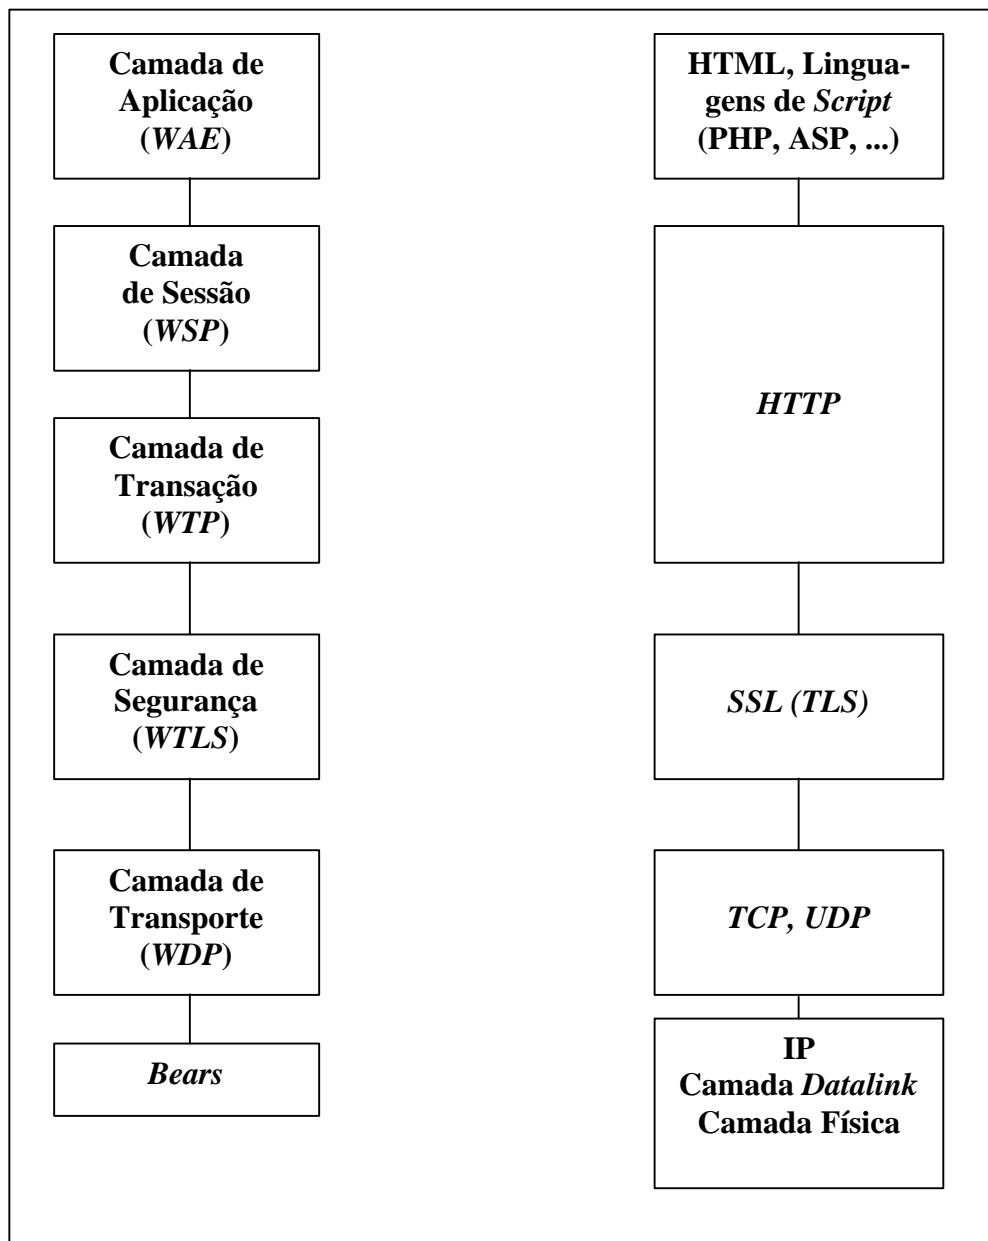 Camada de
Aplicação
(WAE)
Camada
de Sessão
(WSP)
Camada de
Transação
(WTP)
Camada de
Segurança
(WTLS)
Camada de
Transporte
(WDP)
Bears
HTML, Lingua-
gens de Script
(PHP, ASP, ...)
HTTP
SSL (TLS)
TCP, UDP
IP
Camada Datalink
Camada Física